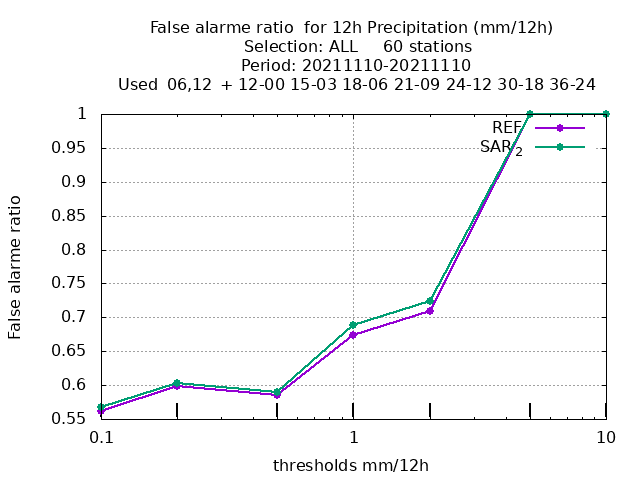 False alarme ratio  for 12h Precipitation (mm/12h)
Selection: ALL     60 stations
Period: 20211110-20211110
Used  06,12  + 12-00 15-03 18-06 21-09 24-12 30-18 36-24
1
0.95
0.9
0.85
0.8
0.75
0.7
0.65
0.6
0.55
False alarme ratio
REF
SAR2
0.1
1
10
thresholds mm/12h